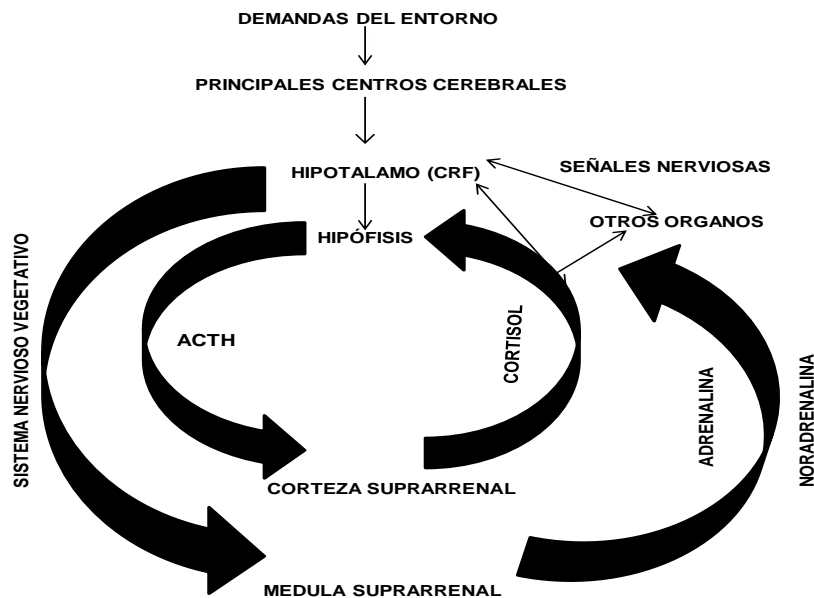 DEMANDAS DEL ENTORNO
PRINCIPALES CENTROS CEREBRALES
HIPOTALAMO (CRF)
SEÑALES NERVIOSAS
OTROS ORGANOS
HIPÓFISIS
SISTEMA NERVIOSO VEGETATIVO
ACTH
CORTISOL
ADRENALINA
NORADRENALINA
CORTEZA SUPRARRENAL
MEDULA SUPRARRENAL